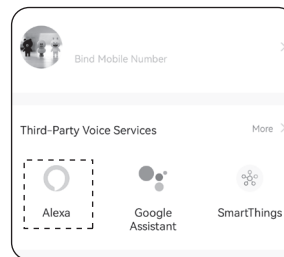 Bind Mobile Number
Third-Party Voice Services
More
Alexa
Google
Assistant
SmartThings